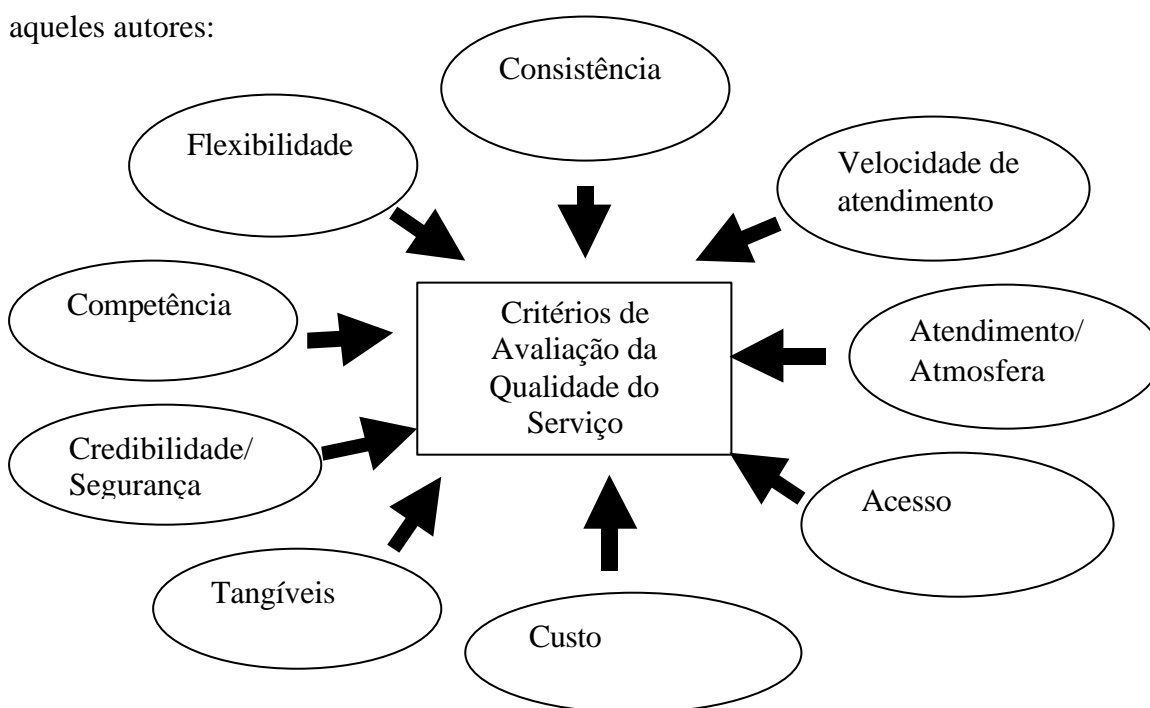 aqueles autores:
Consistência
Flexibilidade
Velocidade de
atendimento
Competência
Critérios de
Avaliação da
Qualidade do
Serviço
Atendimento/
Atmosfera
Credibilidade/
Segurança
Acesso
Tangíveis
Custo